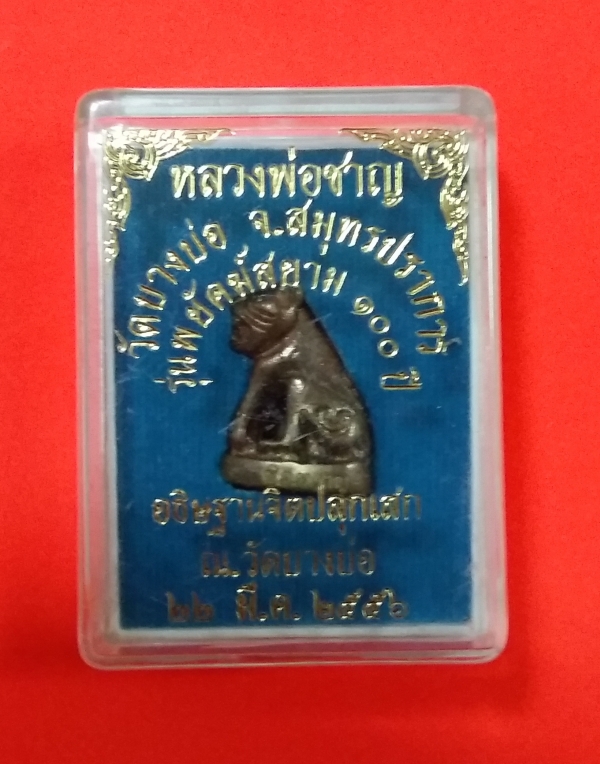 หลวงพ่อชาญ
วัดบางบ่อ จ.สมุทรปราการ
รุ่นพยัคฆ์สยาม ๑๐๐ ปี
อธิษฐานจิตปลุกเสก
ณ.วัดบางบ่อ
๒๒ มี.ค. ๒๕๕๖